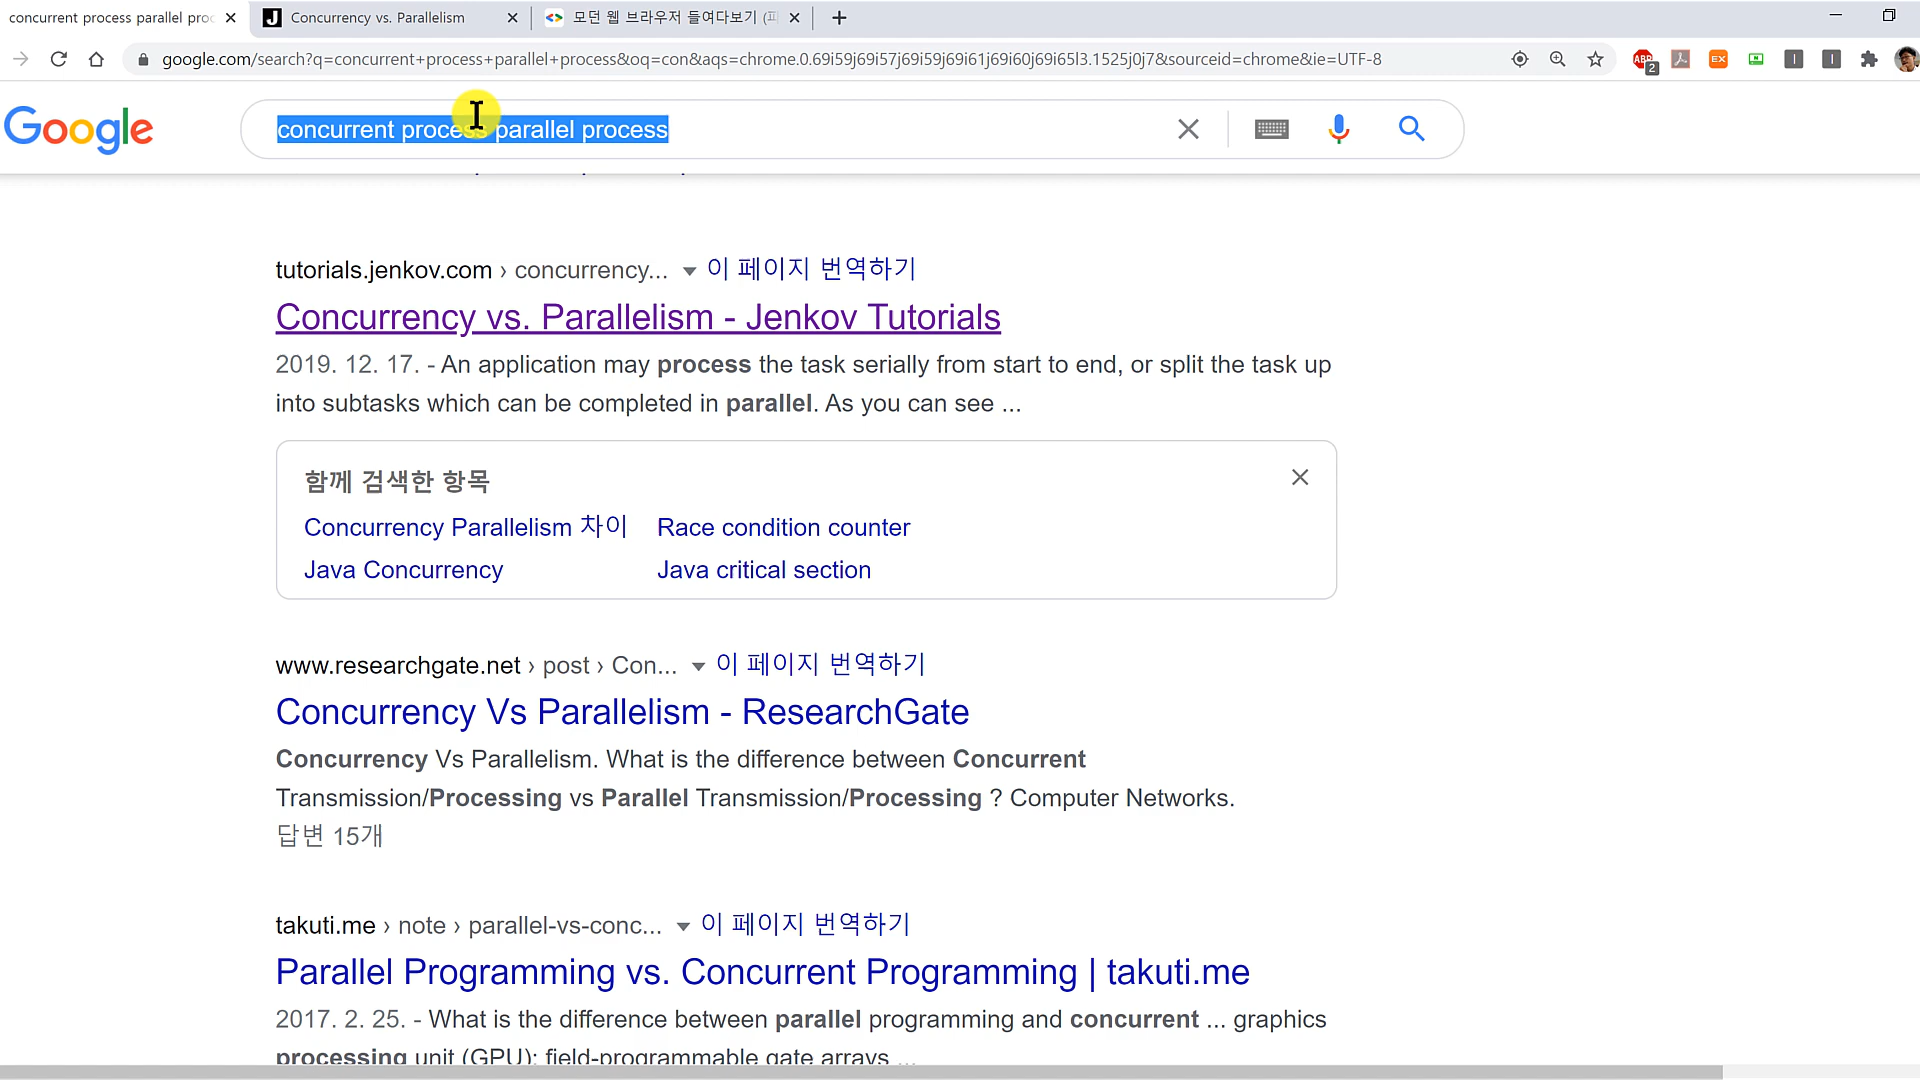 concurrent process parallel proc
Concurrency vs. Parallelism
모던 웹 브라우저 들여다보기 (파
google.com/search?q=concurrent+process+parallel+process&oq=con&aqs=chrome.0.69i59j69i57j69i59j69i61j69i60j69i65l3.1525j0j7&sourceid=chrome&ie=UTF-8
ABP
2
EX
Google
concurrent process parallel process
tutorials.jenkov.com › concurrency... 이 페이지 번역하기
Concurrency vs. Parallelism - Jenkov Tutorials
2019. 12. 17. - An application may process the task serially from start to end, or split the task up
into subtasks which can be completed in parallel. As you can see ...
함께 검색한 항목
Concurrency Parallelism 차이 Race condition counter
Java Concurrency Java critical section
www.researchgate.net › post › Con... 이 페이지 번역하기
Concurrency Vs Parallelism - ResearchGate
Concurrency Vs Parallelism. What is the difference between Concurrent
Transmission/Processing vs Parallel Transmission/Processing ? Computer Networks.
답변 15개
takuti.me › note › parallel-vs-conc... 이 페이지 번역하기
Parallel Programming vs. Concurrent Programming | takuti.me
2017. 2. 25. - What is the difference between parallel programming and concurrent ... graphics
processing unit (GPU); field-programmable gate arrays ...